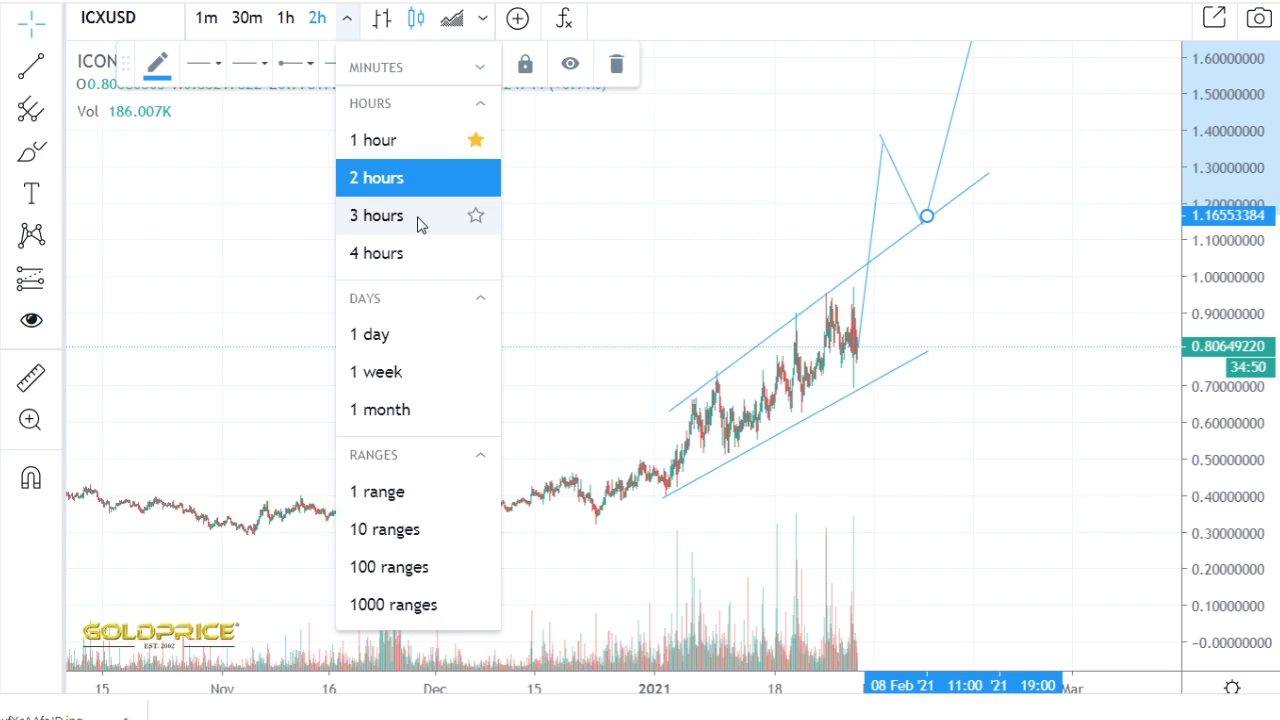 ICXUSD 1m 30m 1h 2h
ICON
Vol 186.007K
MINUTES
HOURS
1 hour
2 hours
3 hours
4 hours
DAYS
1 day
1 week
1 month
RANGES
1 range
10 ranges
100 ranges
1000 ranges
1.60000000
1.50000000
1.40000000
1.30000000
1.16553384
1.10000000
1.00000000
0.90000000
0.80649220
34:50
0.70000000
0.60000000
0.50000000
0.40000000
0.30000000
0.20000000
0.10000000
-0.00000000
GOLDPRICE
EST. 2002
15 Nov 16 Dec 15 2021 18 08 Feb '21 11:00 '21 19:00 Mar